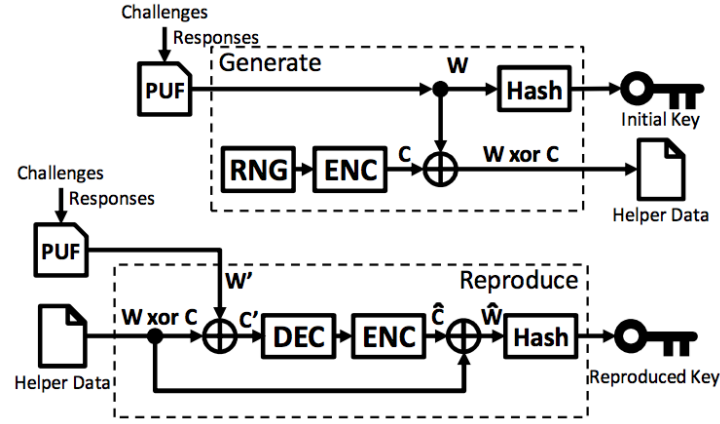 Challenges
Responses
PUF
Generate
W
Hash
Initial Key
RNG
ENC
C
W xor C
Helper Data
Challenges
Responses
PUF
W'
Reproduce
W xor C
C'
DEC
ENC
Ĉ
Ŵ
Hash
Helper Data
Reproduced Key